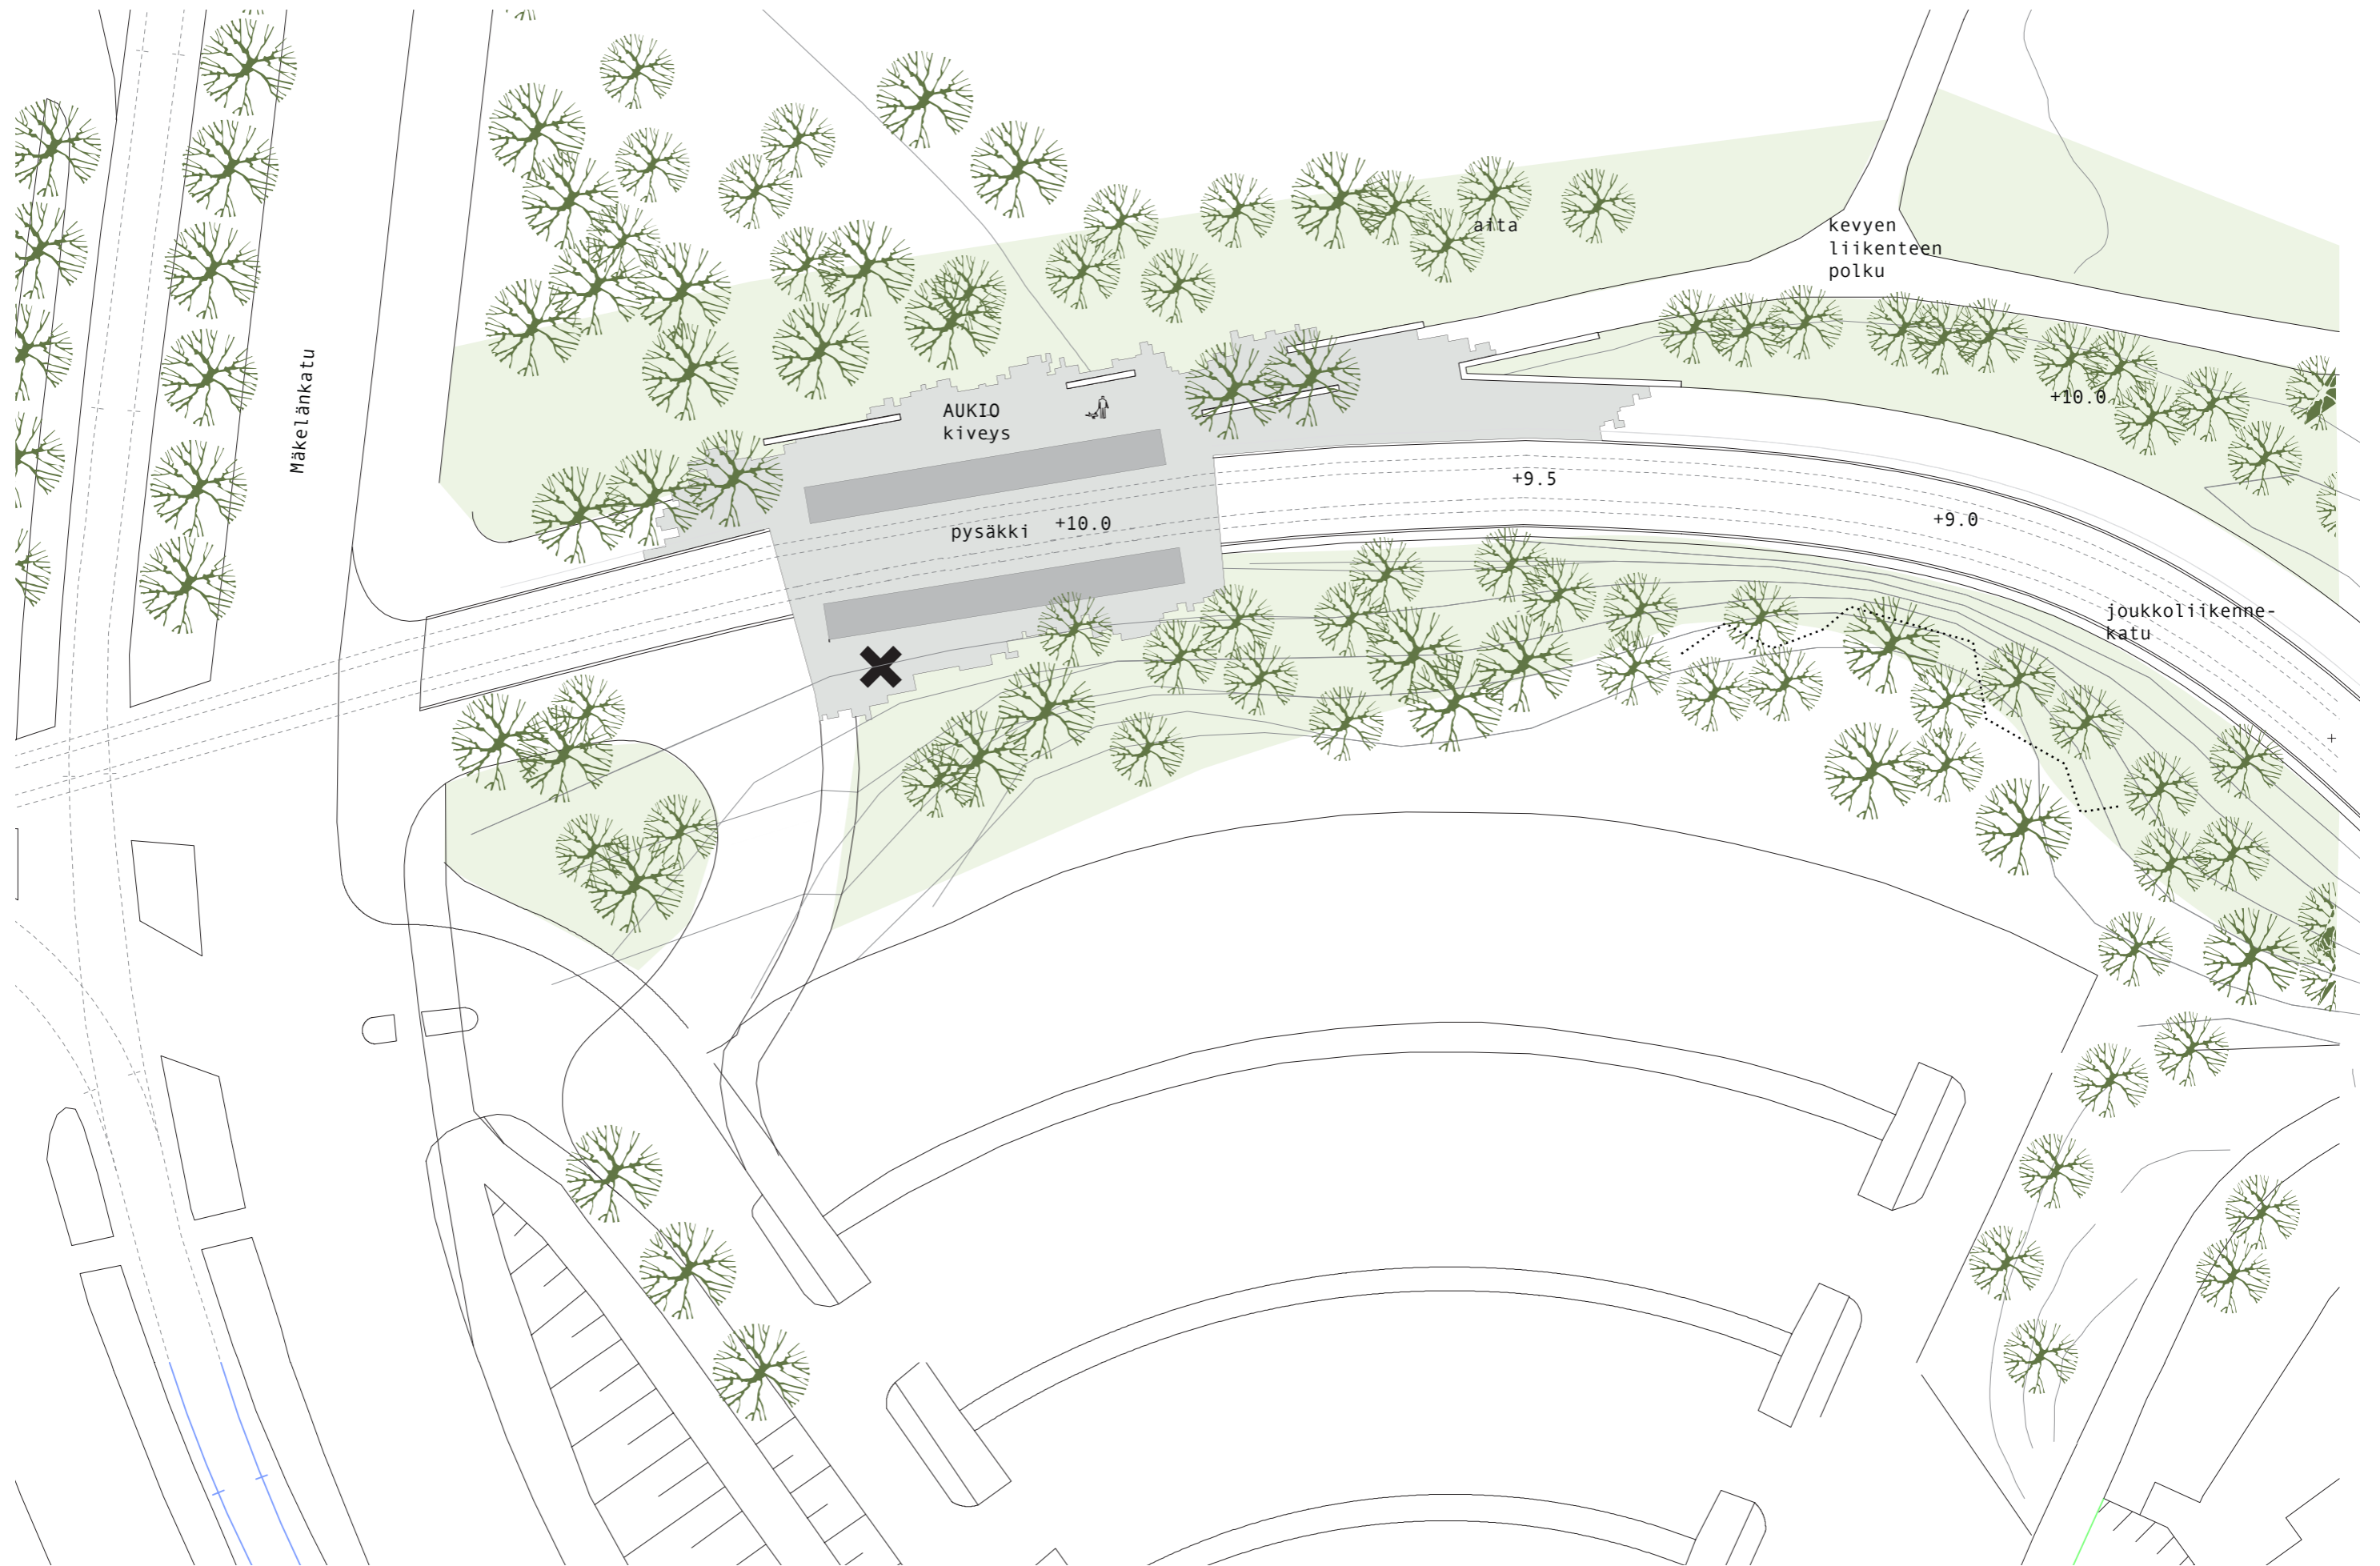 aita
kevyen
liikenteen
polku
Mäkelänkatu
AUKIO
kiveys
+10.0
+9.5
pysäkki +10.0
+9.0
joukkoliikenne-
katu